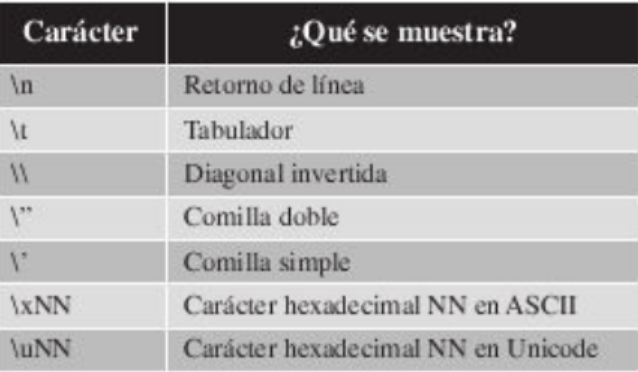 Carácter ¿Qué se muestra?
\n Retorno de línea
\t Tabulador
\\ Diagonal invertida
\” Comilla doble
\’ Comilla simple
\xNN Carácter hexadecimal NN en ASCII
\uNN Carácter hexadecimal NN en Unicode